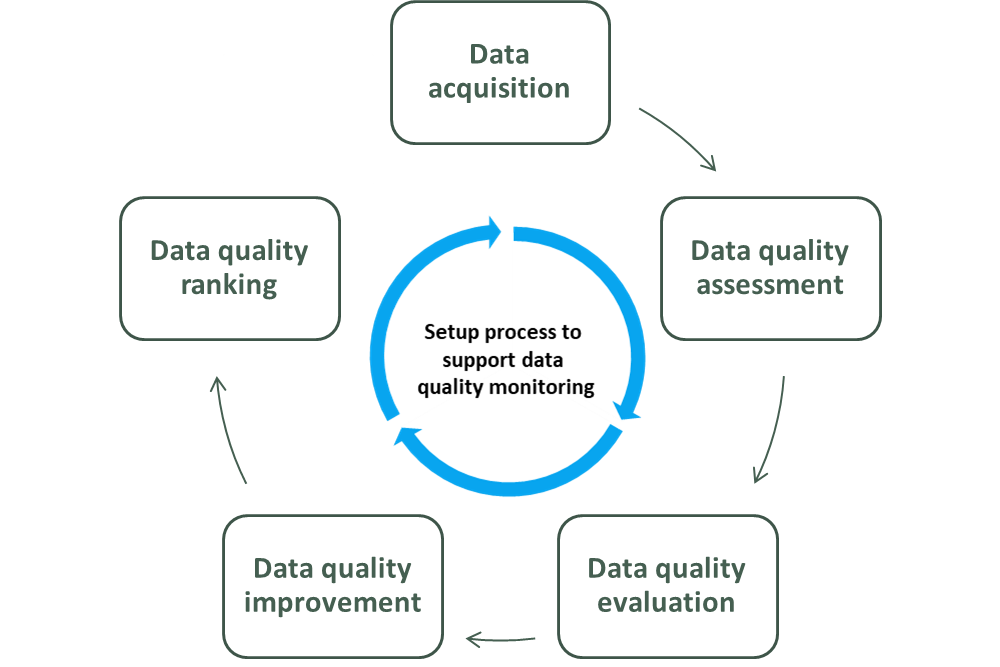 Data
acquisition
Data quality
assessment
Data quality
evaluation
Data quality
improvement
Data quality
ranking
Setup process to
support data
quality monitoring